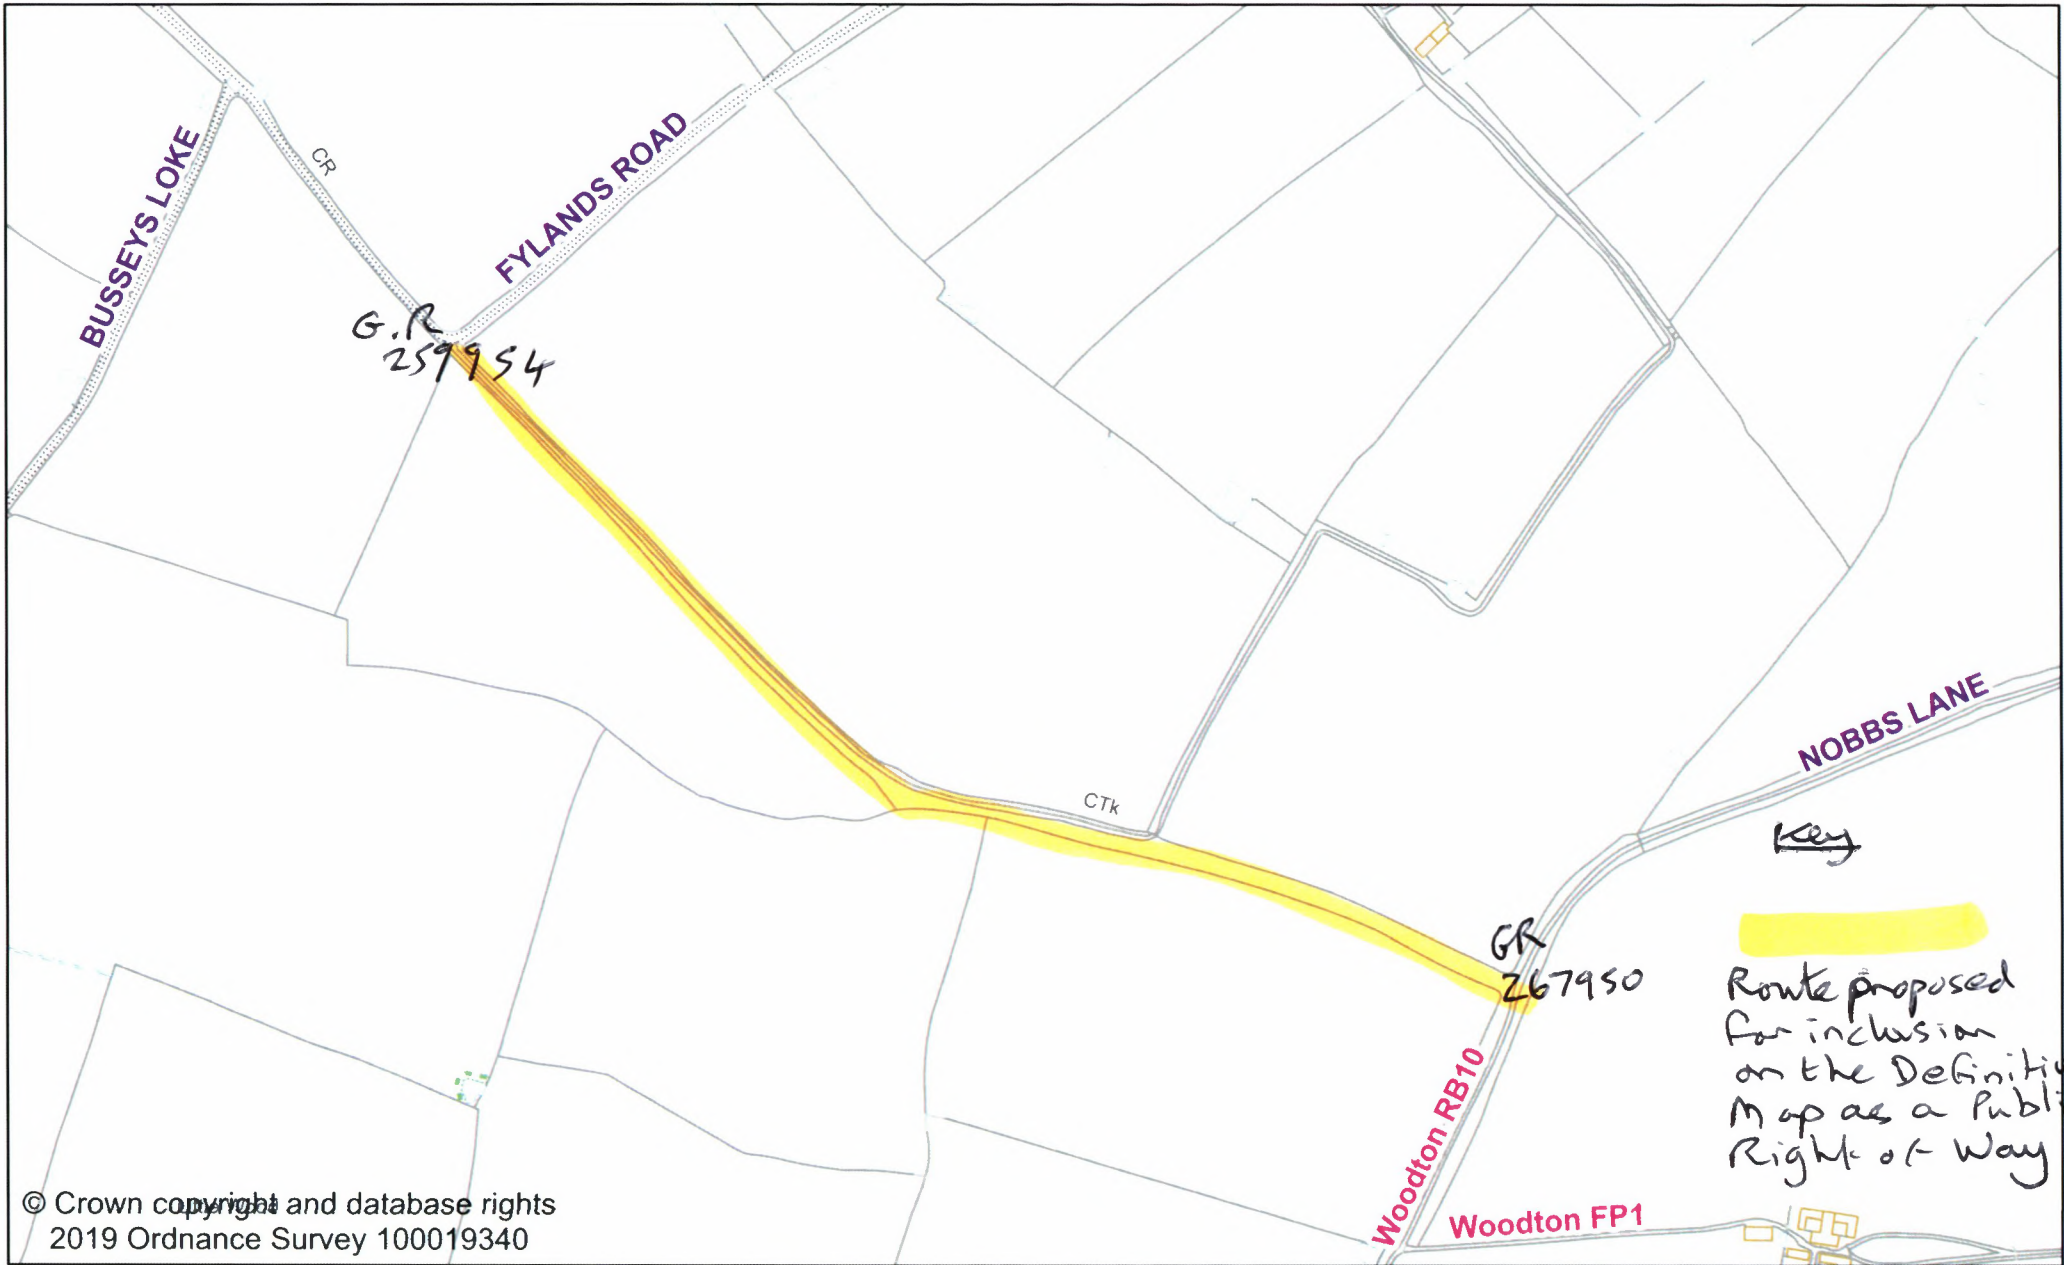 BUSSEYS LOKE
CR
FYLANDS ROAD
G.R
259954
CTk
NOBBS LANE
Key
GR
267950
Route proposed
for inclusion
on the Definitiv
Map as a Publi
Right of Way
Woodton RB10
Woodton FP1
© Crown copyright and database rights
2019 Ordnance Survey 100019340